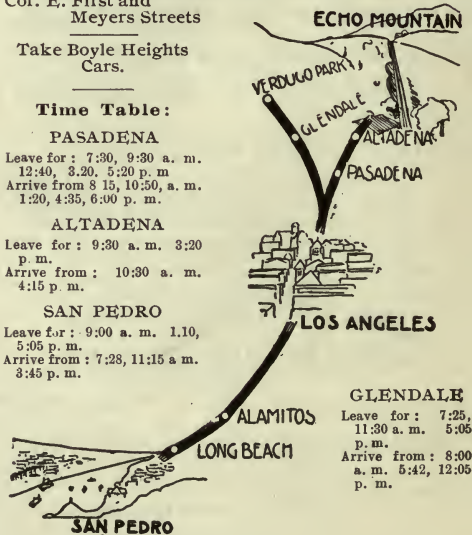 Cor. E. First and
Meyers Streets
Take Boyle Heights
Cars.
Time Table:
PASADENA
Leave for: 7:30, 9:30 a. m.
12:40, 3.20, 5:20 p. m
Arrive from 8 15, 10:50, a. m.
1:20, 4:35, 6:00 p. m.
ALTADENA
Leave for: 9:30 a. m. 3:20
p. m.
Arrive from: 10:30 a. m.
4:15 p. m.
SAN PEDRO
Leave for: 9:00 a. m. 1.10,
5:05 p. m.
Arrive from: 7:28, 11:15 a m.
3:45 p. m.
ECHO MOUNTAIN
VERDUGO PARK
GLENDALE
ALTADENA
PASADENA
LOS ANGELES
ALAMITOS
LONG BEACH
SAN PEDRO
GLENDALE
Leave for: 7:25,
11:30 a. m. 5:05
p. m.
Arrive from: 8:00
a. m. 5:42, 12:05
p. m.